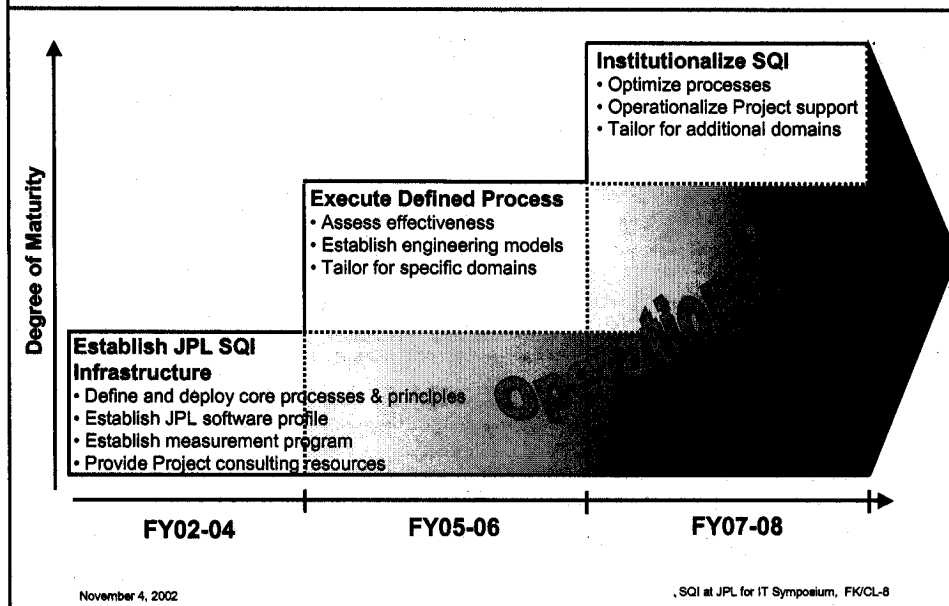 Degree of Maturity
Institutionalize SQI
• Optimize processes
• Operationalize Project support
• Tailor for additional domains
Execute Defined Process
• Assess effectiveness
• Establish engineering models
• Tailor for specific domains
Establish JPL SQI
Infrastructure
• Define and deploy core processes & principles
• Establish JPL software profile
• Establish measurement program
• Provide Project consulting resources
FY02-04
FY05-06
FY07-08
November 4, 2002
, SQI at JPL for IT Symposium, FK/CL-8